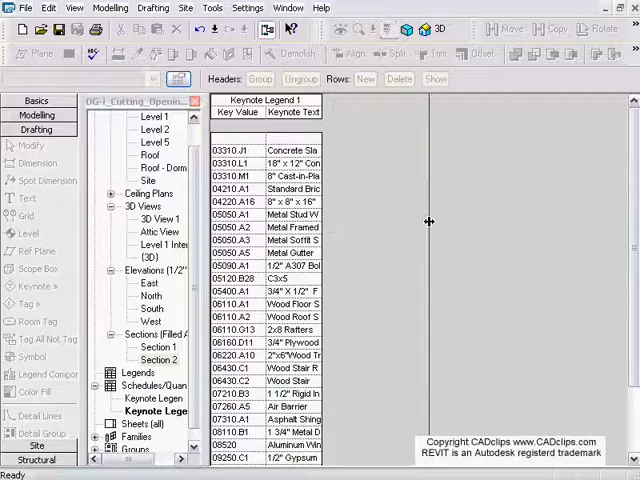 File Edit View Modelling Drafting Site Tools Settings Window Help
3D Move Copy Rotate
Plane Demolish Align Split Trim Offset
Headers: Group Ungroup Rows: New Delete Show
Basics
Modelling
Drafting
Modify
Dimension
Spot Dimension
Text
Grid
Level
Ref Plane
Scope Box
Keynote »
Tag »
Room Tag
Tag All Not Tag
Symbol
Legend Compor
Color Fill
Detail Lines
Detail Group
Site
Structural
DG-I_Cutting_Openin...
Level 1
Level 2
Level 5
Roof
Roof - Dorm
Site
Ceiling Plans
3D Views
3D View 1
Attic View
Level 1 Inter
{3D}
Elevations (1/2"
East
North
South
West
Sections (Filled A
Section 1
Section 2
Legends
Schedules/Quan
Keynote Legen
Keynote Lege
Sheets (all)
Families
Groups
Keynote Legend 1
Key Value Keynote Text
03310.J1 Concrete Sla
03310.L1 18" x 12" Con
03310.M1 8" Cast-in-Pla
04210.A1 Standard Bric
04220.A16 8" x 8" x 16"
05050.A1 Metal Stud W
05050.A2 Metal Framed
05050.A3 Metal Soffit S
05050.A5 Metal Gutter
05090.A1 1/2" A307 Bol
05120.B28 C3x5
05400.A1 3/4" X 1/2" F
06110.A1 Wood Floor S
06110.A2 Wood Roof S
06110.G13 2x8 Rafters
06160.D11 3/4" Plywood
06220.A10 2"x6"Wood Tr
06430.C1 Wood Stair R
06430.C2 Wood Stair
07210.B3 1 1/2" Rigid In
07260.A5 Air Barrier
07310.A1 Asphalt Shing
08110.B1 1 3/4" Metal D
08520 Aluminum Win
09250.C1 1/2" Gypsum
Copyright CADclips www.CADclips.com
REVIT is an Autodesk registerd trademark
Ready